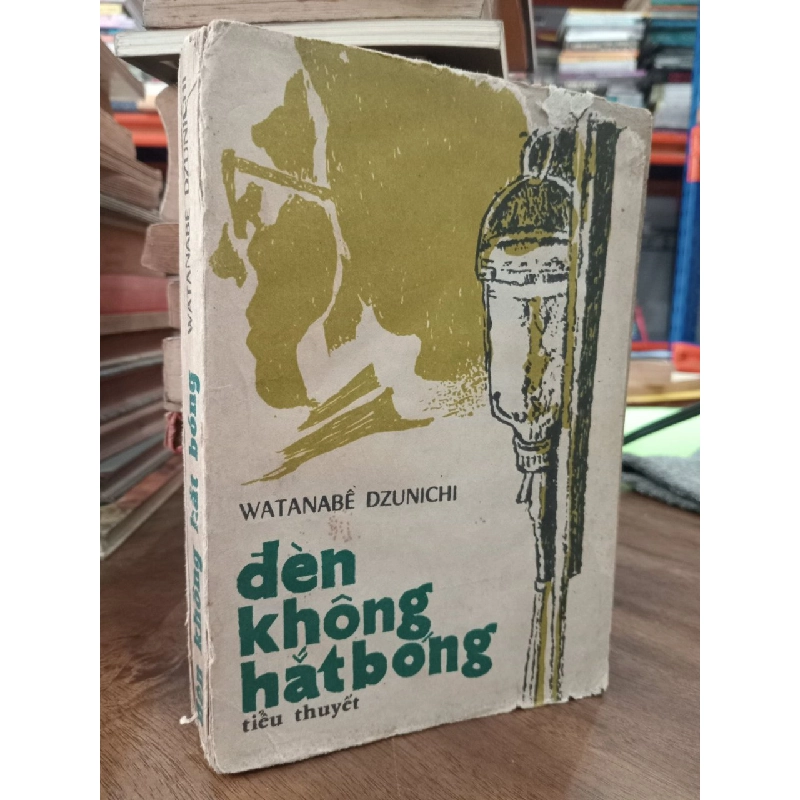 WATANABÊ DZUNICHI
đèn
không
hắt bóng
tiểu thuyết
WATANABÊ DZUNICHI
đèn không hắt bóng